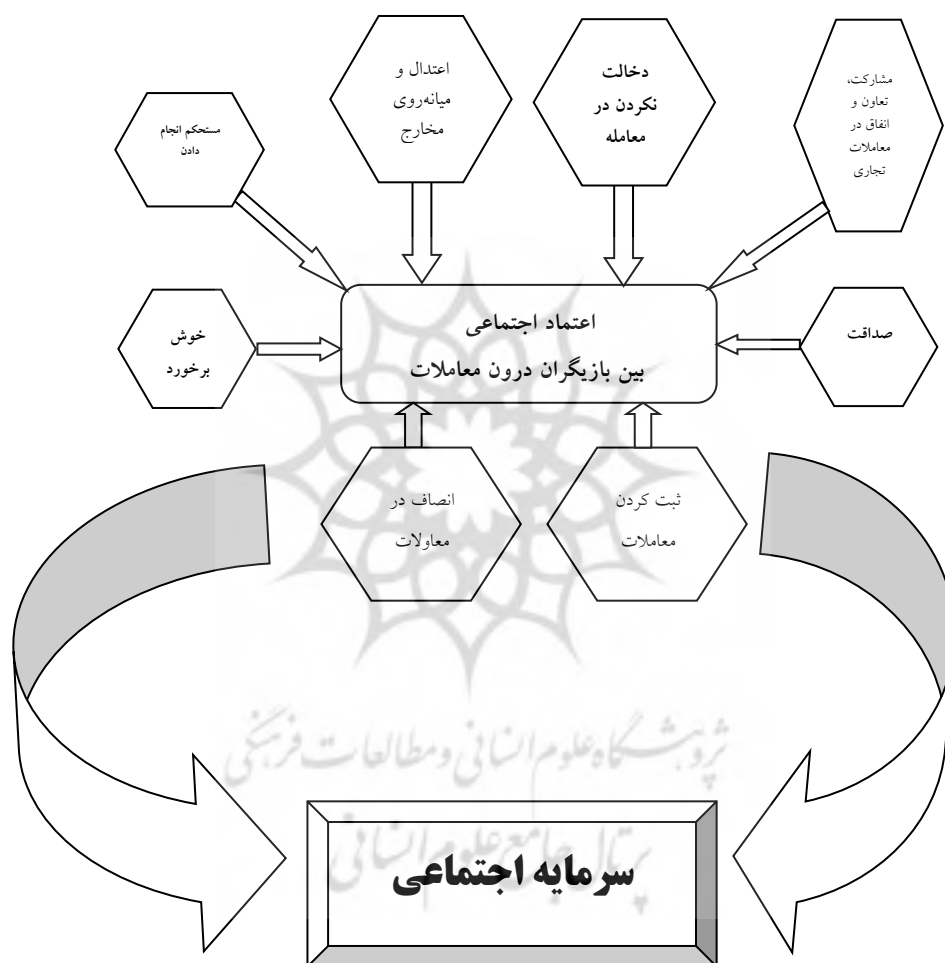 مشارکت،
تعاون و
انفاق در
معاملات
تجاری
دخالت
نکردن در
معامله
اعتدال و
میانه‌روی
مخارج
مستحکم انجام
دادن
صداقت
اعتماد اجتماعی
بین بازیگران درون معاملات
خوش
برخورد
ثبت کردن
معاملات
انصاف در
معاولات
پژوهشگاه علوم انسانی و مطالعات فرهنگی
پرتال جامع علوم انسانی
سرمایه اجتماعی